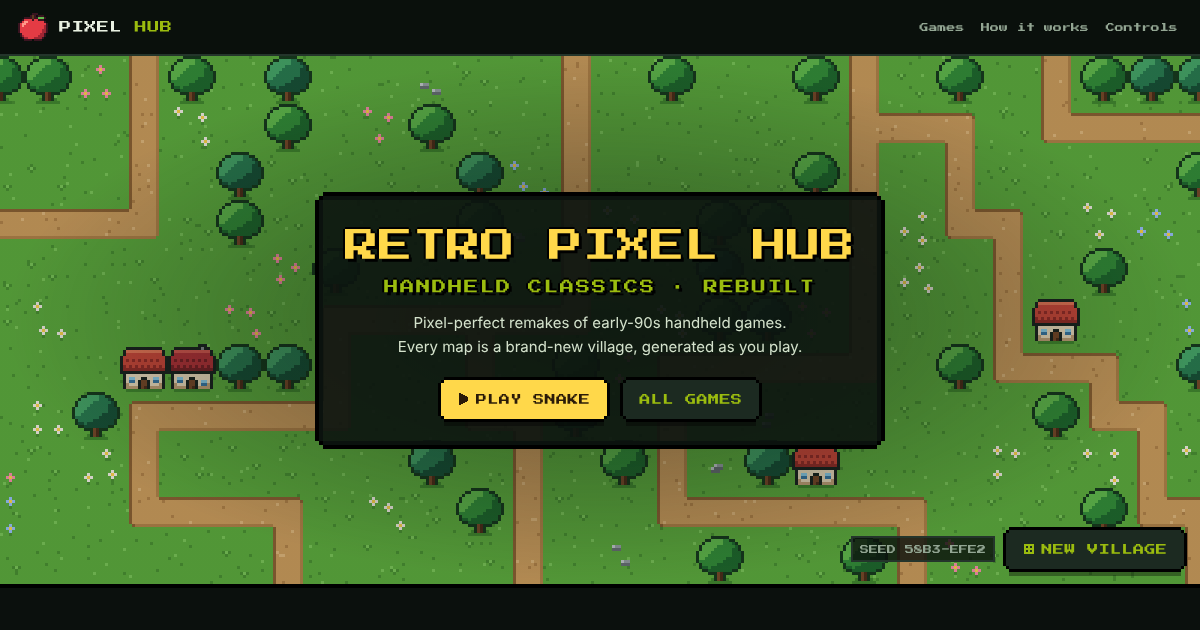 PIXEL HUB
Games How it works Controls
RETRO PIXEL HUB
HANDHELD CLASSICS · REBUILT
Pixel-perfect remakes of early-90s handheld games.
Every map is a brand-new village, generated as you play.
PLAY SNAKE
ALL GAMES
SEED 58B3-EFE2
NEW VILLAGE